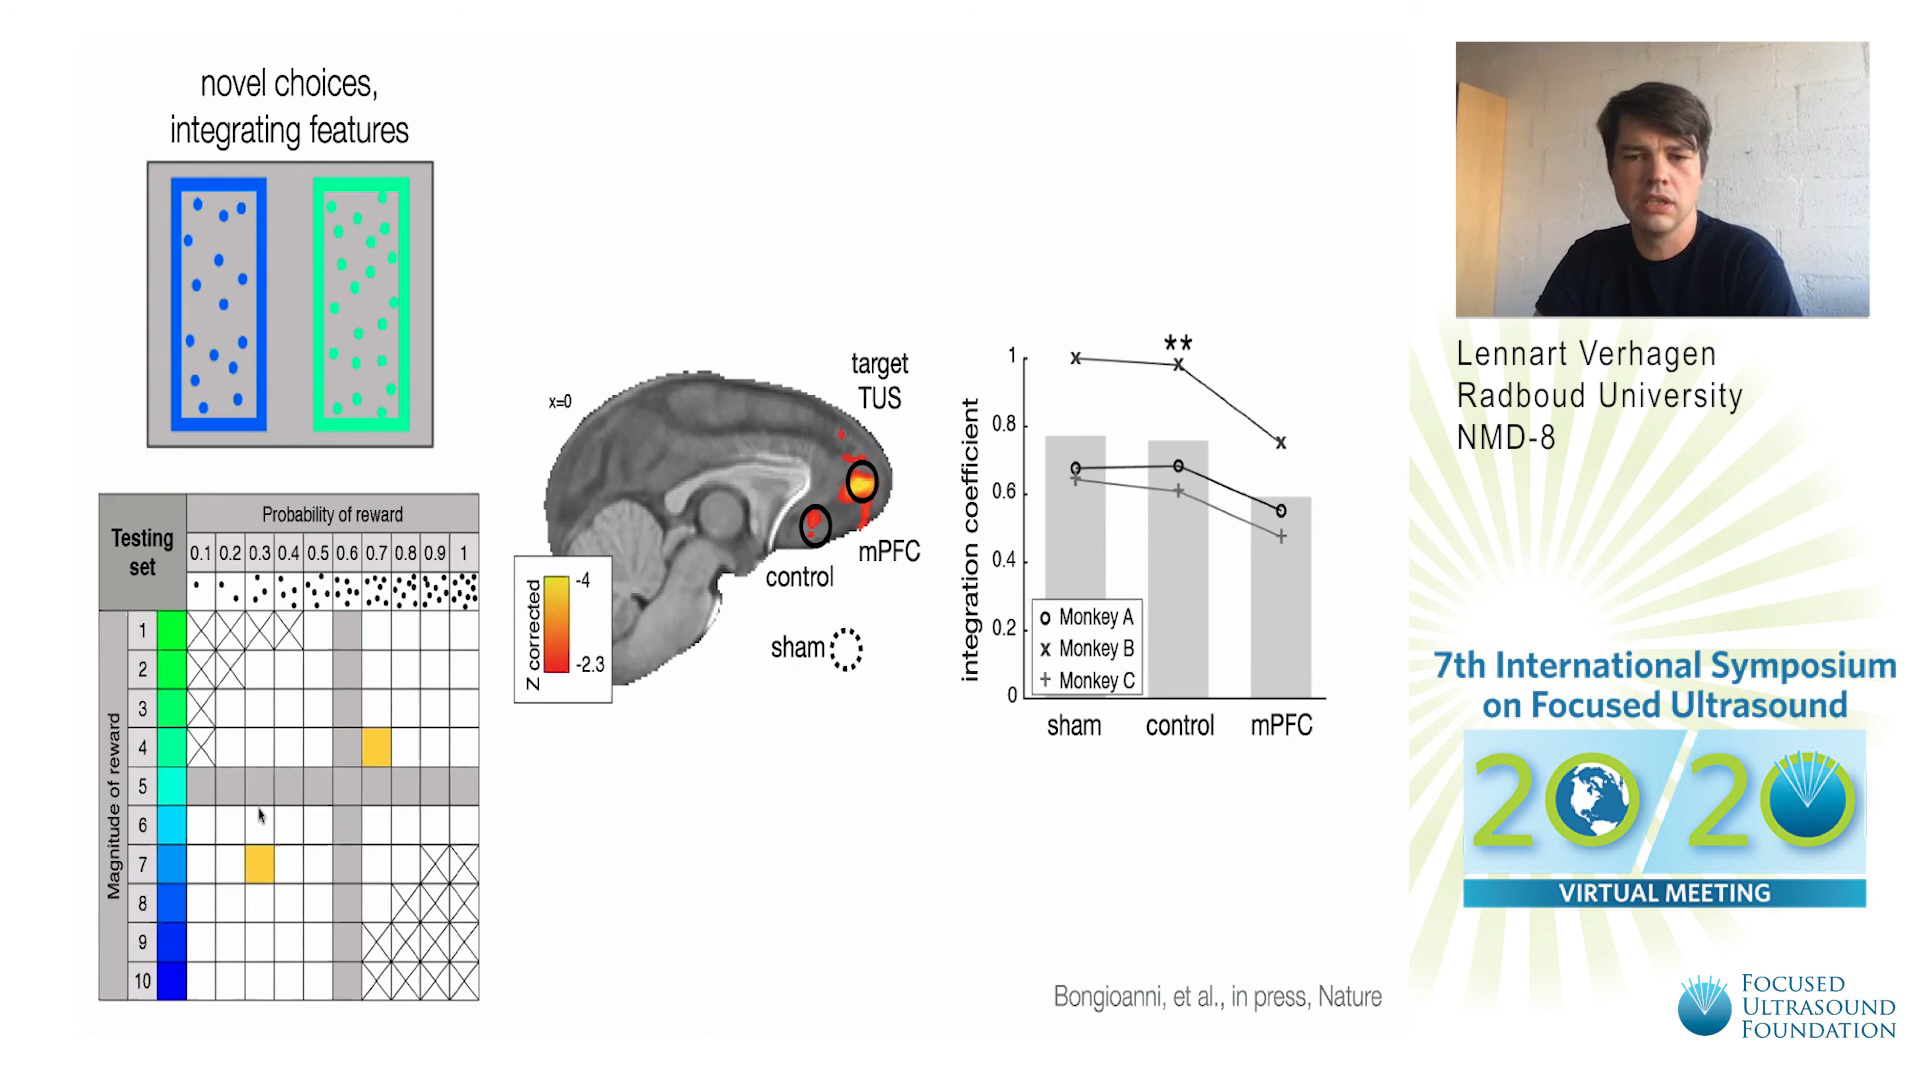 novel choices,
integrating features
Testing
set
Probability of reward
0.1 0.2 0.3 0.4 0.5 0.6 0.7 0.8 0.9 1
Magnitude of reward
1
2
3
4
5
6
7
8
9
10
x=0
target
TUS
mPFC
control
sham
Z corrected
-4
-2.3
integration coefficient
1
0.8
0.6
0.4
0.2
0
**
Monkey A
Monkey B
Monkey C
sham control mPFC
Bongioanni, et al., in press, Nature
Lennart Verhagen
Radboud University
NMD-8
7th International Symposium
on Focused Ultrasound
20/20
VIRTUAL MEETING
FOCUSED
ULTRASOUND
FOUNDATION